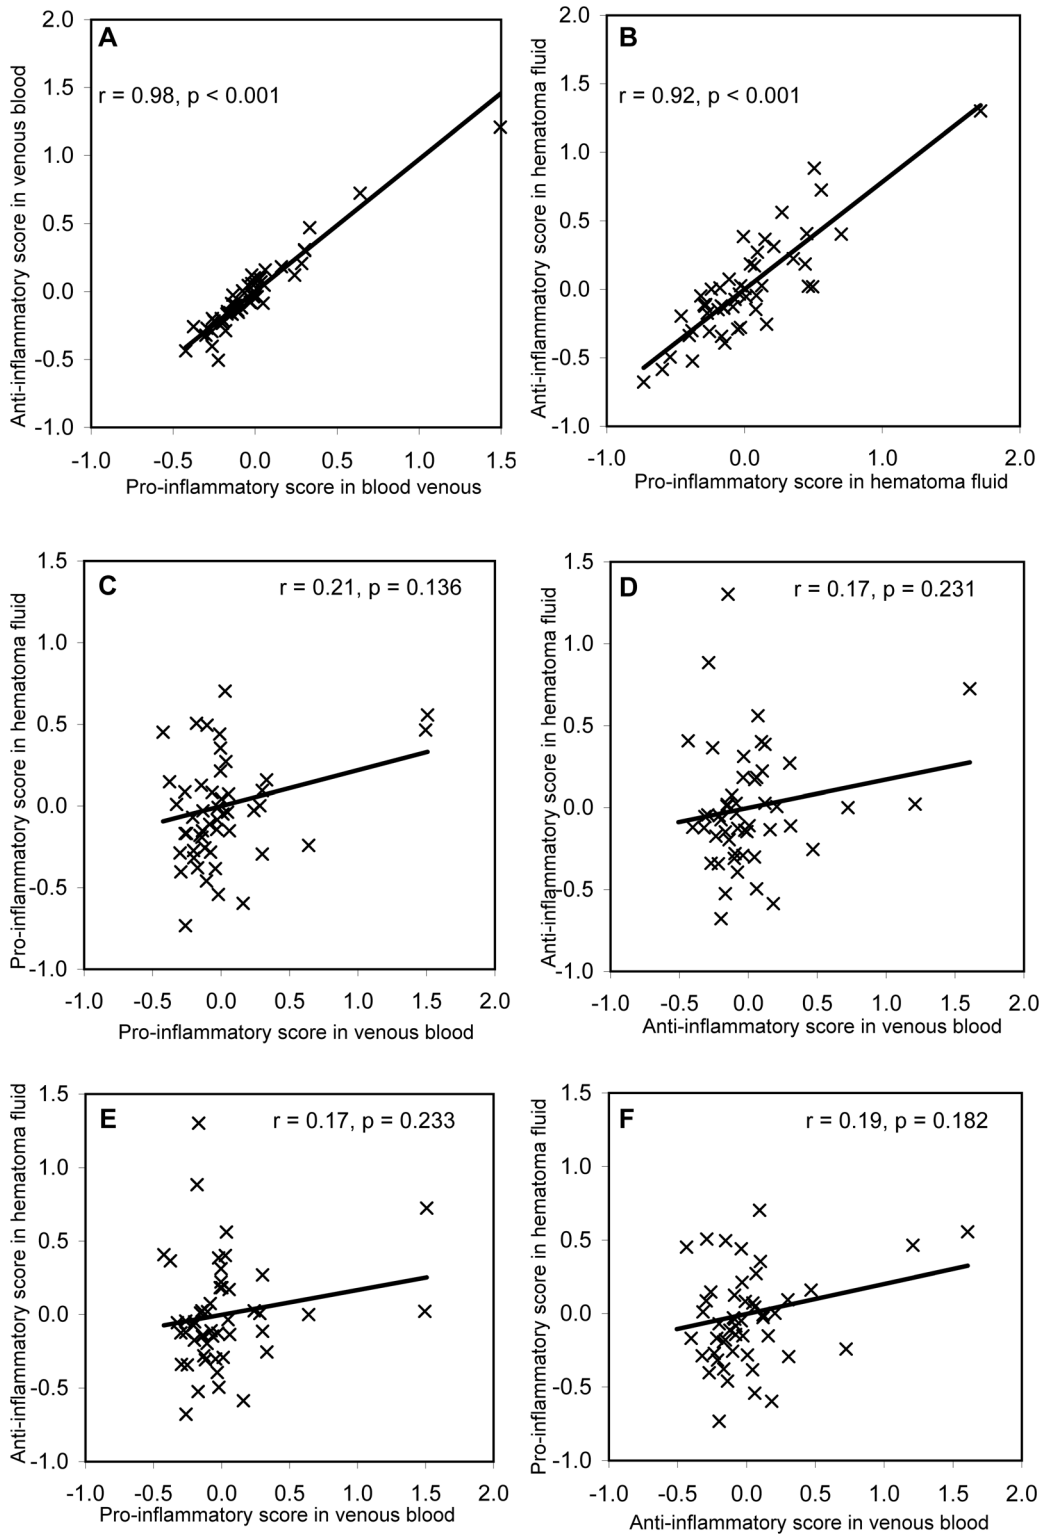 A
r = 0.98, p < 0.001
Anti-inflammatory score in venous blood
2.0
1.5
1.0
0.5
0.0
-0.5
-1.0
-1.0 -0.5 0.0 0.5 1.0 1.5
Pro-inflammatory score in blood venous
B
r = 0.92, p < 0.001
Anti-inflammatory score in hematoma fluid
2.0
1.5
1.0
0.5
0.0
-0.5
-1.0
-1.0 0.0 1.0 2.0
Pro-inflammatory score in hematoma fluid
C
r = 0.21, p = 0.136
Pro-inflammatory score in hematoma fluid
1.5
1.0
0.5
0.0
-0.5
-1.0
-1.0 -0.5 0.0 0.5 1.0 1.5 2.0
Pro-inflammatory score in venous blood
D
r = 0.17, p = 0.231
Anti-inflammatory score in hematoma fluid
1.5
1.0
0.5
0.0
-0.5
-1.0
-1.0 -0.5 0.0 0.5 1.0 1.5 2.0
Anti-inflammatory score in venous blood
E
r = 0.17, p = 0.233
Anti-inflammatory score in hematoma fluid
1.5
1.0
0.5
0.0
-0.5
-1.0
-1.0 -0.5 0.0 0.5 1.0 1.5 2.0
Pro-inflammatory score in venous blood
F
r = 0.19, p = 0.182
Pro-inflammatory score in hematoma fluid
1.5
1.0
0.5
0.0
-0.5
-1.0
-1.0 -0.5 0.0 0.5 1.0 1.5 2.0
Anti-inflammatory score in venous blood